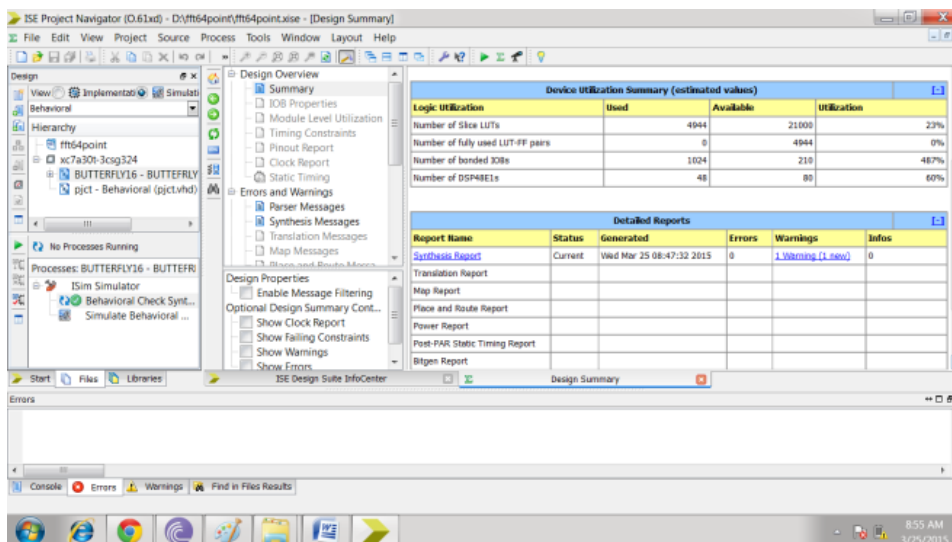 ISE Project Navigator (O.61xd) - D:\fft64point\fft64point.xise - [Design Summary]
File Edit View Project Source Process Tools Window Layout Help
Design
View: Implementati Simulati
Behavioral
Hierarchy
fft64point
xc7a30t-3csg324
BUTTERFLY16 - BUTTEFRLY
pjct - Behavioral (pjct.vhd)
No Processes Running
Processes: BUTTERFLY16 - BUTTEFRI
ISim Simulator
Behavioral Check Synt...
Simulate Behavioral ...
Start Files Libraries
Design Overview
Summary
IOB Properties
Module Level Utilization
Timing Constraints
Pinout Report
Clock Report
Static Timing
Errors and Warnings
Parser Messages
Synthesis Messages
Translation Messages
Map Messages
Place and Route Messa
Design Properties
Enable Message Filtering
Optional Design Summary Cont...
Show Clock Report
Show Failing Constraints
Show Warnings
Show Errors
Device Utilization Summary (estimated values) [-]
Logic Utilization Used Available Utilization
Number of Slice LUTs 4944 21000 23%
Number of fully used LUT-FF pairs 0 4944 0%
Number of bonded IOBs 1024 210 487%
Number of DSP48E1s 48 80 60%
Detailed Reports [-]
Report Name Status Generated Errors Warnings Infos
Synthesis Report Current Wed Mar 25 08:47:32 2015 0 1 Warning (1 new) 0
Translation Report
Map Report
Place and Route Report
Power Report
Post-PAR Static Timing Report
Bitgen Report
ISE Design Suite InfoCenter Design Summary
Errors
Console Errors Warnings Find in Files Results
8:55 AM
3/25/2015